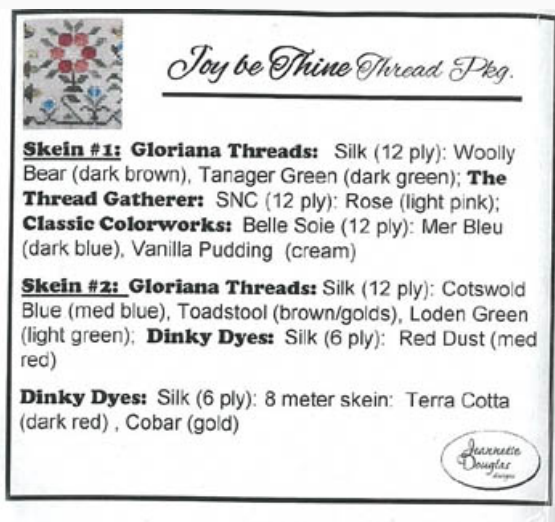 Joy be Thine Thread Pkg.
Skein #1: Gloriana Threads: Silk (12 ply): Woolly
Bear (dark brown), Tanager Green (dark green); The
Thread Gatherer: SNC (12 ply): Rose (light pink);
Classic Colorworks: Belle Soie (12 ply): Mer Bleu
(dark blue), Vanilla Pudding (cream)
Skein #2: Gloriana Threads: Silk (12 ply): Cotswold
Blue (med blue), Toadstool (brown/golds), Loden Green
(light green); Dinky Dyes: Silk (6 ply): Red Dust (med
red)
Dinky Dyes: Silk (6 ply): 8 meter skein: Terra Cotta
(dark red) , Cobar (gold)
Jeannette
Douglas
designs